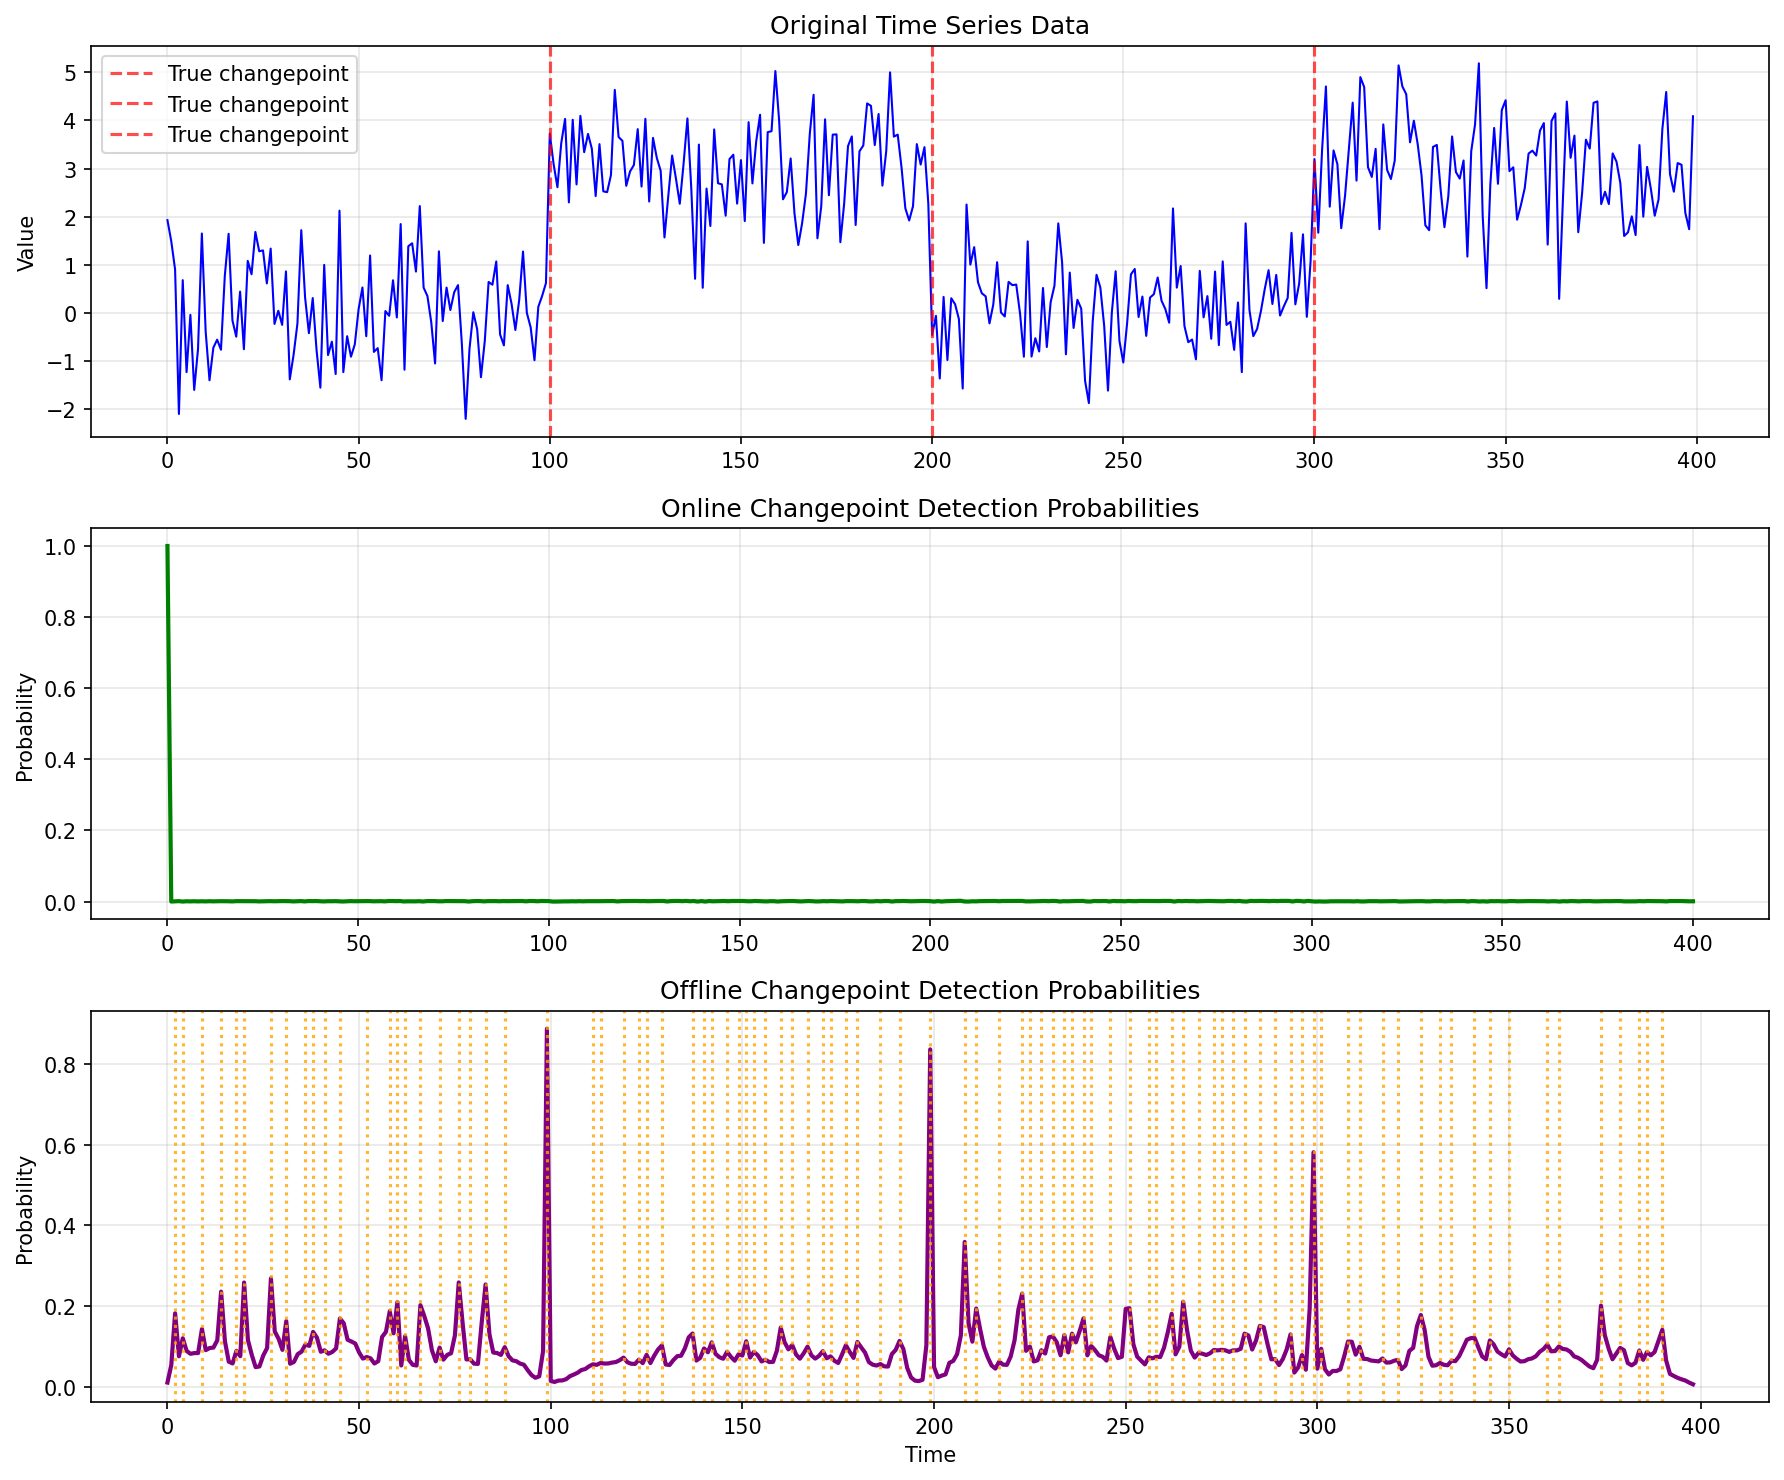 Original Time Series Data
True changepoint
True changepoint
True changepoint
Value
5
4
3
2
1
0
−1
−2
0 50 100 150 200 250 300 350 400
Online Changepoint Detection Probabilities
Probability
1.0
0.8
0.6
0.4
0.2
0.0
0 50 100 150 200 250 300 350 400
Offline Changepoint Detection Probabilities
Probability
0.8
0.6
0.4
0.2
0.0
0 50 100 150 200 250 300 350 400
Time